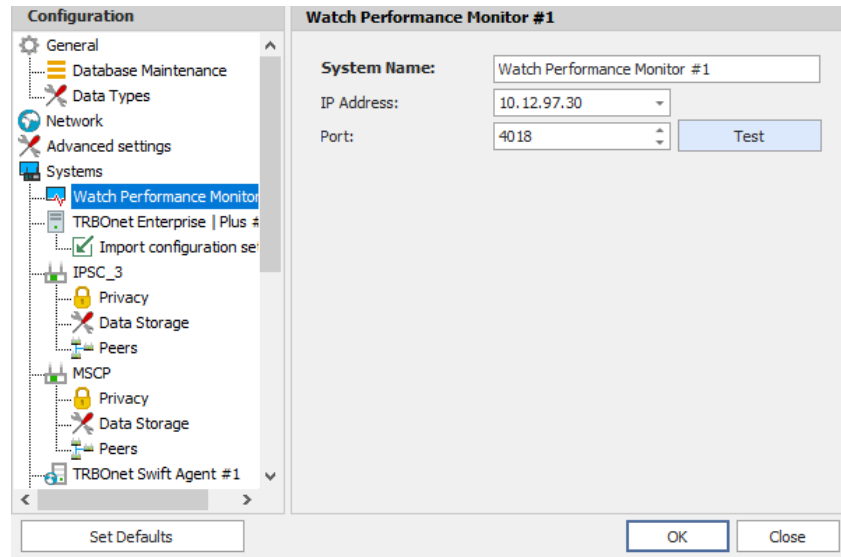 Configuration
General
Database Maintenance
Data Types
Network
Advanced settings
Systems
Watch Performance Monitor
TRBOnet Enterprise | Plus #
Import configuration se
IPSC_3
Privacy
Data Storage
Peers
MSCP
Privacy
Data Storage
Peers
TRBOnet Swift Agent #1
Set Defaults
Watch Performance Monitor #1
System Name: Watch Performance Monitor #1
IP Address: 10.12.97.30
Port: 4018 Test
OK Close